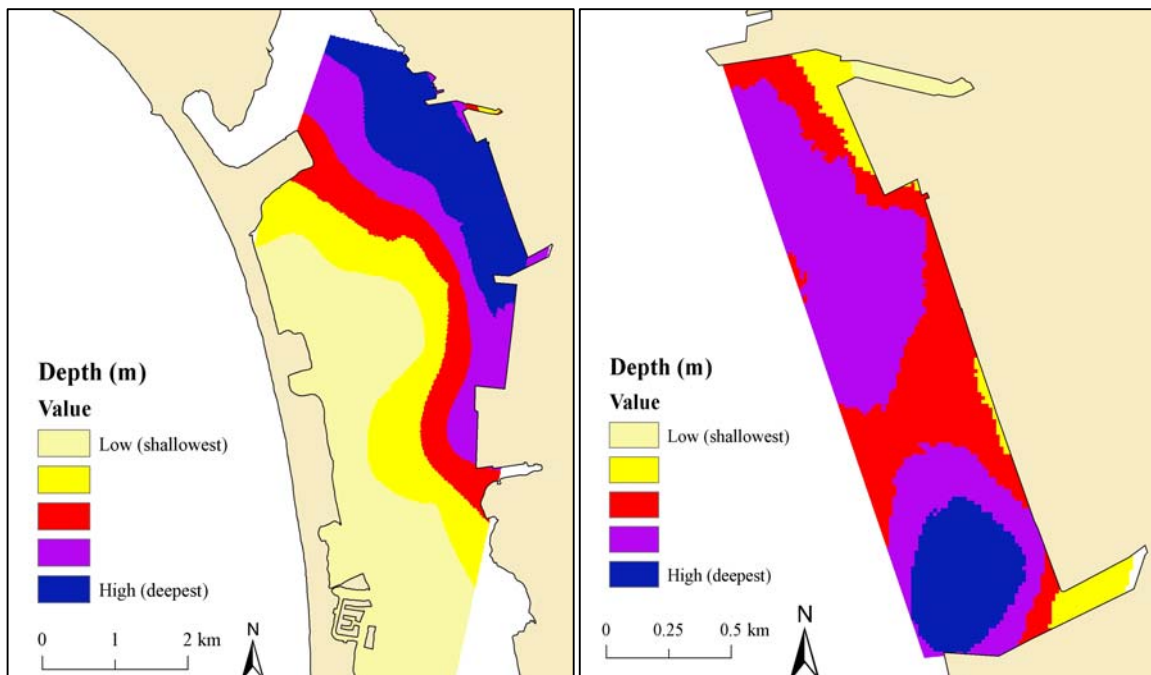 Depth (m)
Value
Low (shallowest)
High (deepest)
0 1 2 km
N
Depth (m)
Value
Low (shallowest)
High (deepest)
0 0.25 0.5 km
N